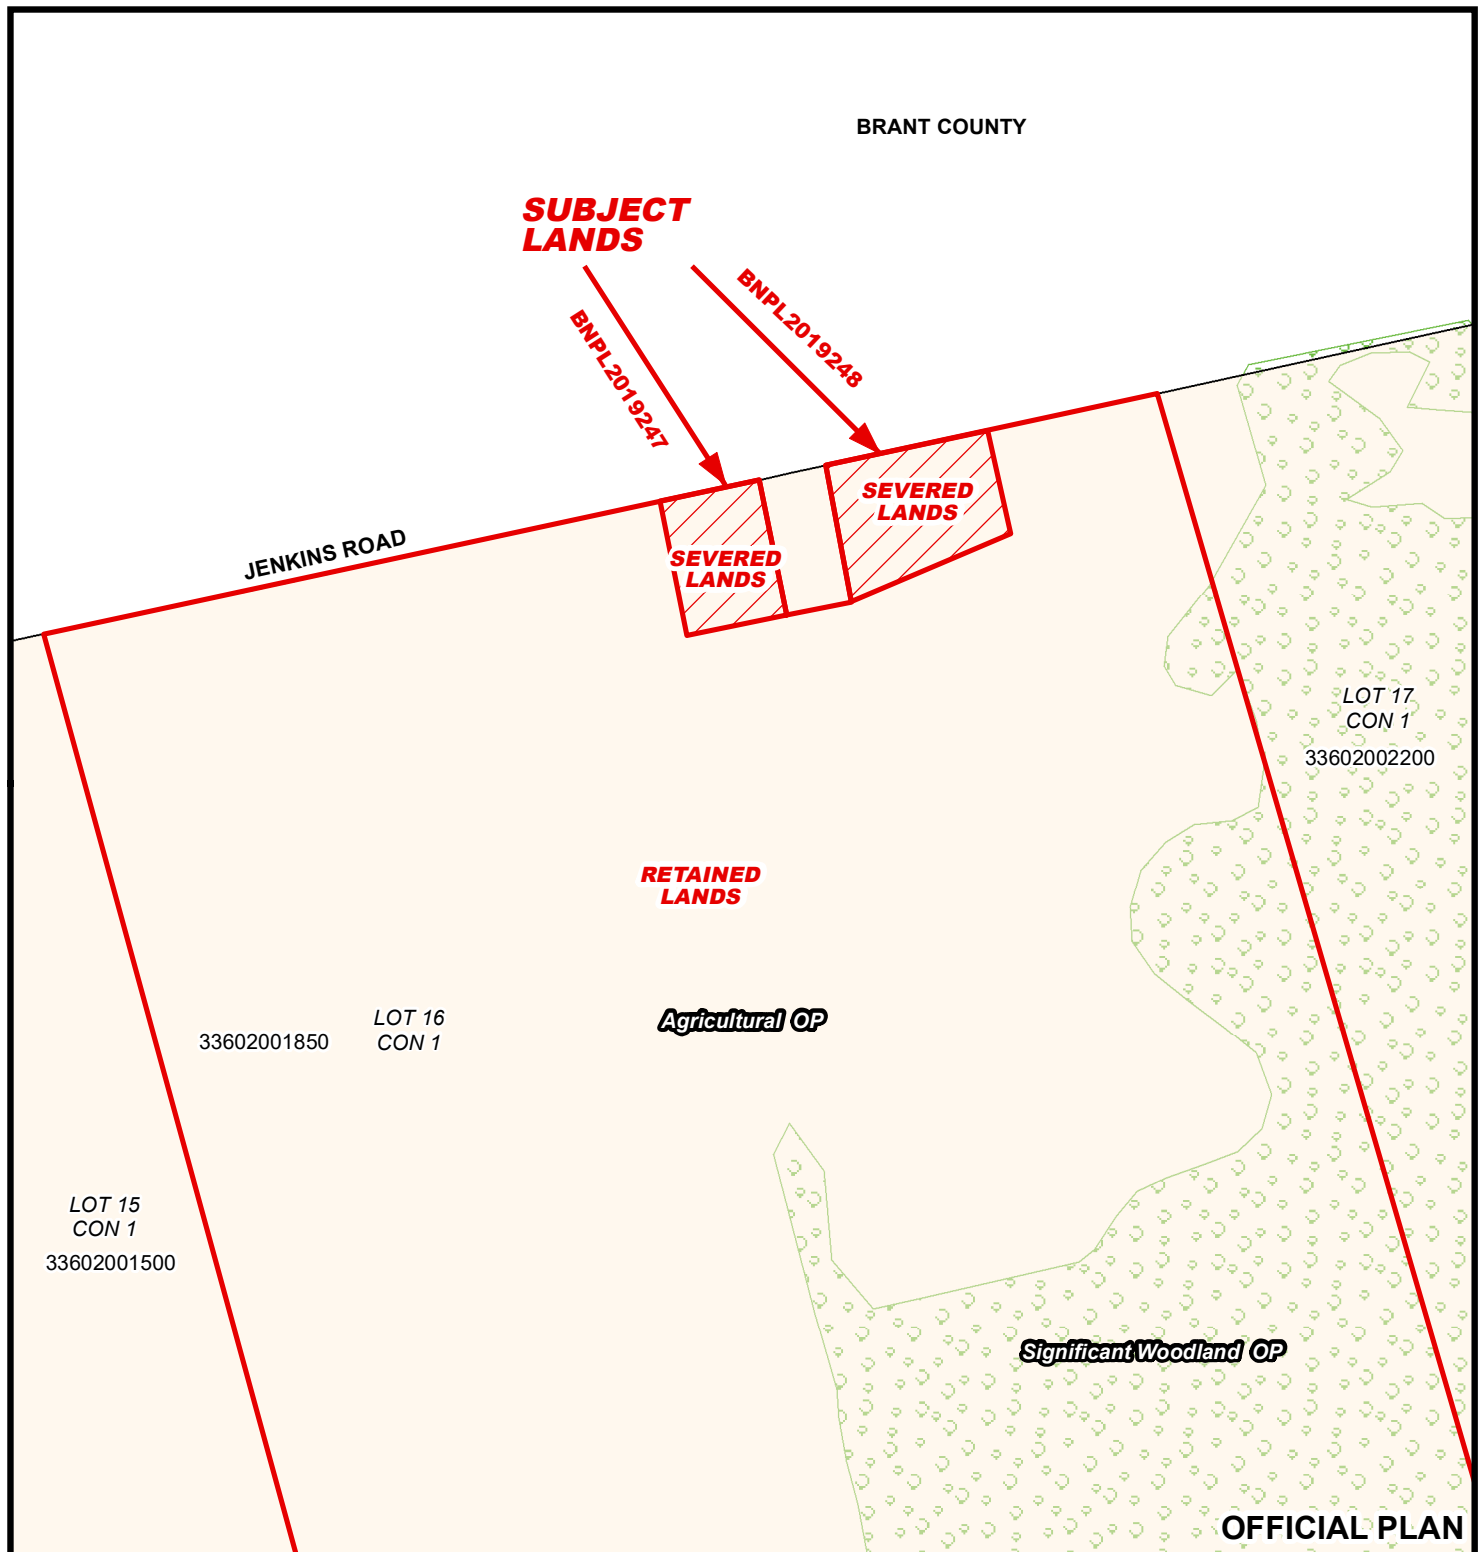 BRANT COUNTY
SUBJECT
LANDS
BNPL2019247
BNPL2019248
JENKINS ROAD
SEVERED
LANDS
SEVERED
LANDS
LOT 17
CON 1
33602002200
RETAINED
LANDS
Agricultural OP
LOT 16
CON 1
33602001850
LOT 15
CON 1
33602001500
Significant Woodland OP
OFFICIAL PLAN